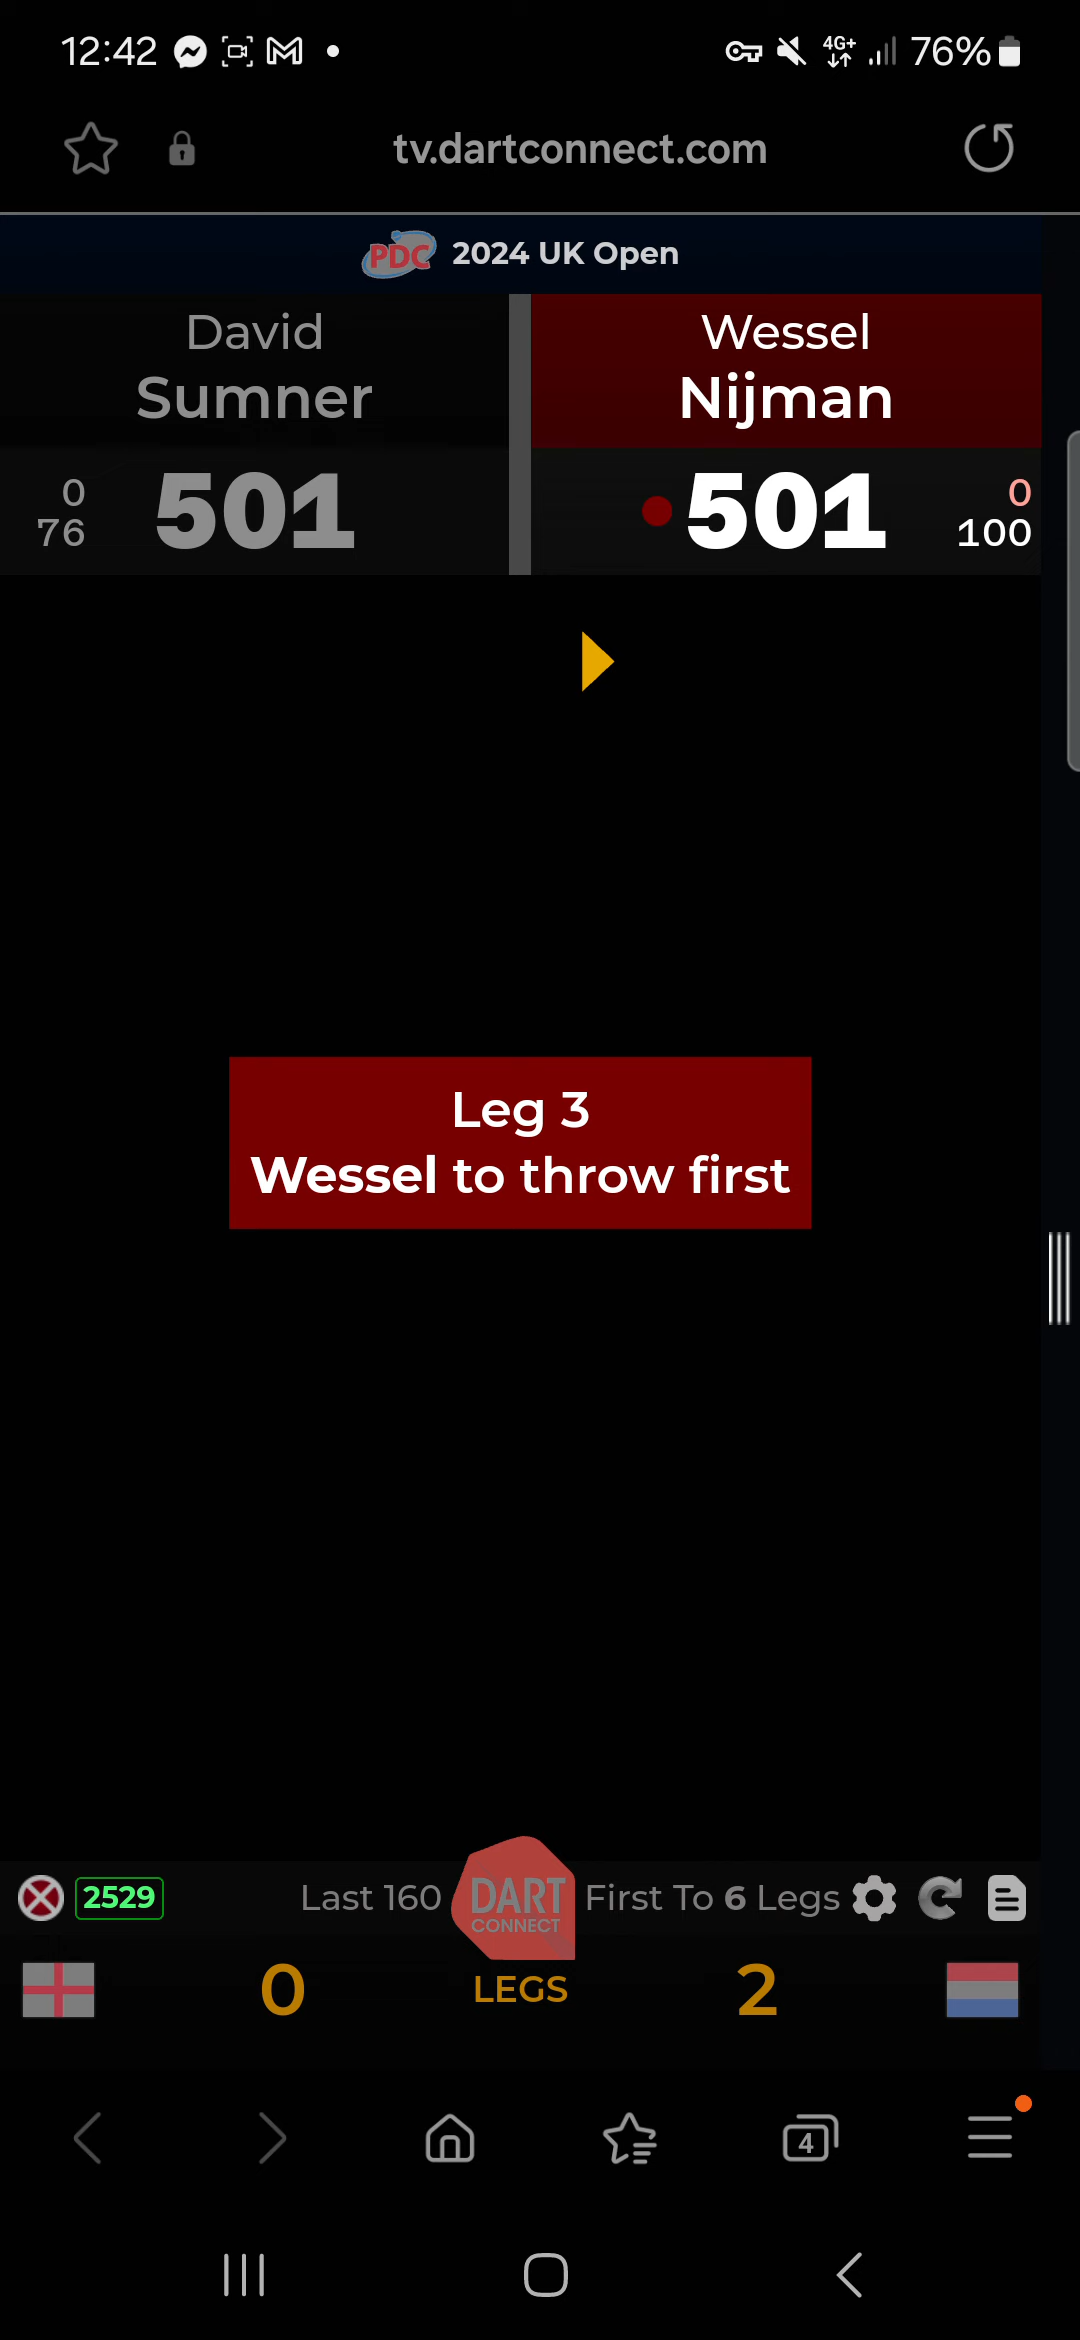 12:42
4G+
76%
tv.dartconnect.com
PDC 2024 UK Open
David
Sumner
Wessel
Nijman
0
76
501
501
0
100
Leg 3
Wessel to throw first
2529
Last 160
DART
CONNECT
First To 6 Legs
0
LEGS
2
4